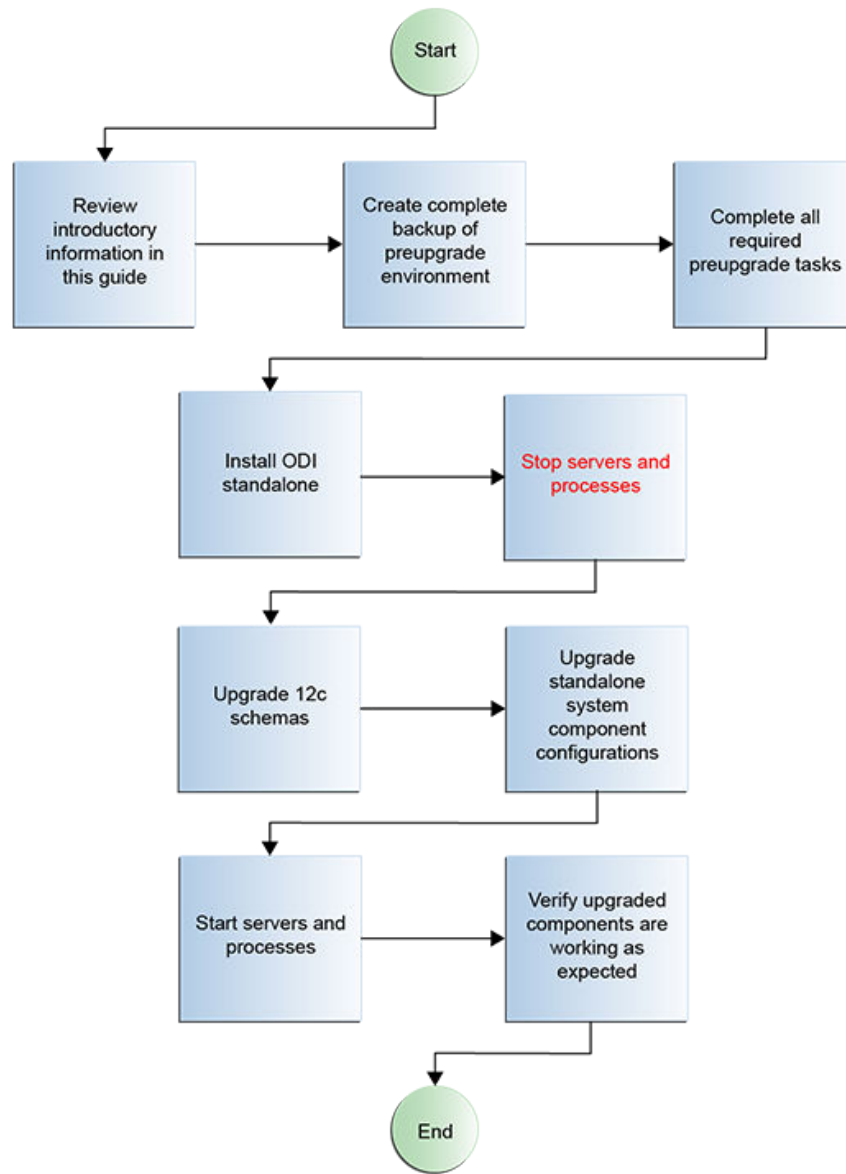 Start
Review
introductory
information in
this guide
Create complete
backup of
preupgrade
environment
Complete all
required
preupgrade tasks
Install ODI
standalone
Stop servers and
processes
Upgrade 12c
schemas
Upgrade
standalone
system
component
configurations
Start servers and
processes
Verify upgraded
components are
working as
expected
End